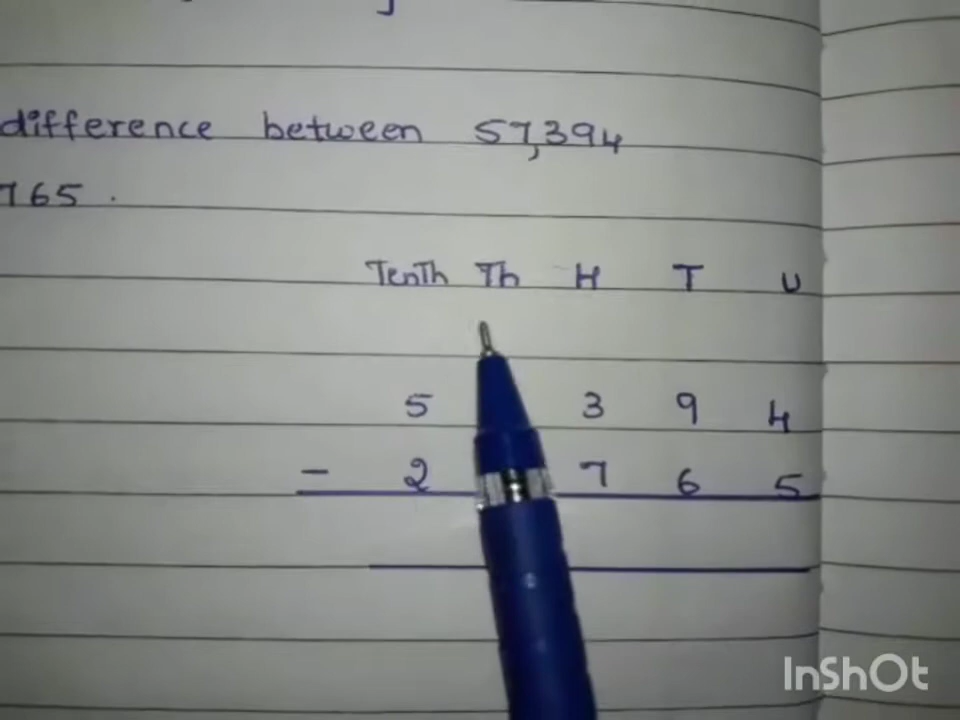 difference between 57,394
765 .
TenTh Th H T U
5 3 9 4
- 2 7 6 5
InShOt